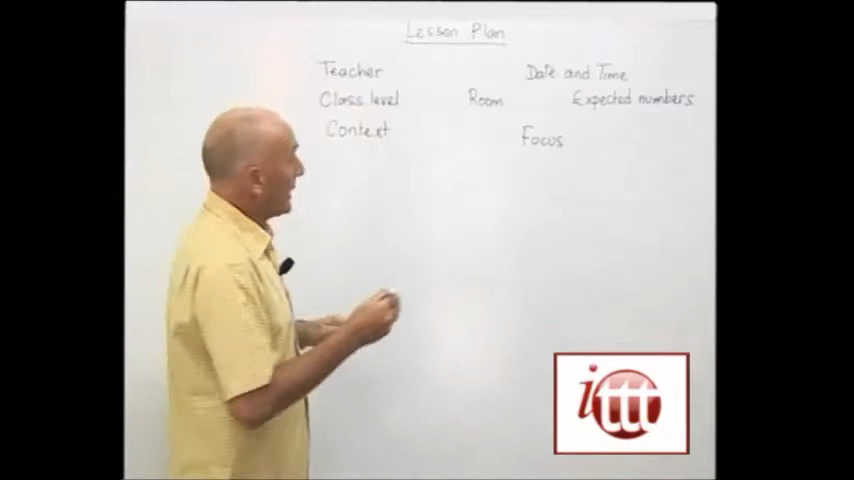 Lesson Plan
Teacher Date and Time
Class level Room Expected numbers
Context Focus
ittt